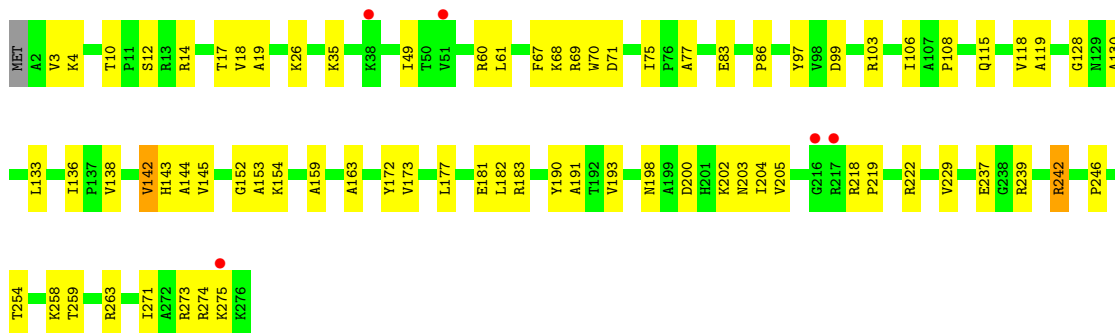 MET A2 V3 K4 T10 P11 S12 R13 R14 T17 V18 A19 K26 K35 K38 I49 T50 V51 R60 L61 F67 K68 R69 W70 D71 I75 P76 A77 E83 P86 Y97 V98 D99 R103 I106 A107 P108 Q115 V118 A119 G128 N129 A130
L133 I136 P137 V138 V142 H143 A144 V145 G152 A153 K154 A159 A163 Y172 V173 L177 E181 L182 R183 Y190 A191 T192 V193 N198 A199 D200 H201 K202 N203 I204 V205 G216 R217 R218 P219 R222 V229 E237 G238 R239 R242 P246
T254 K258 T259 R263 I271 A272 R273 R274 K275 K276